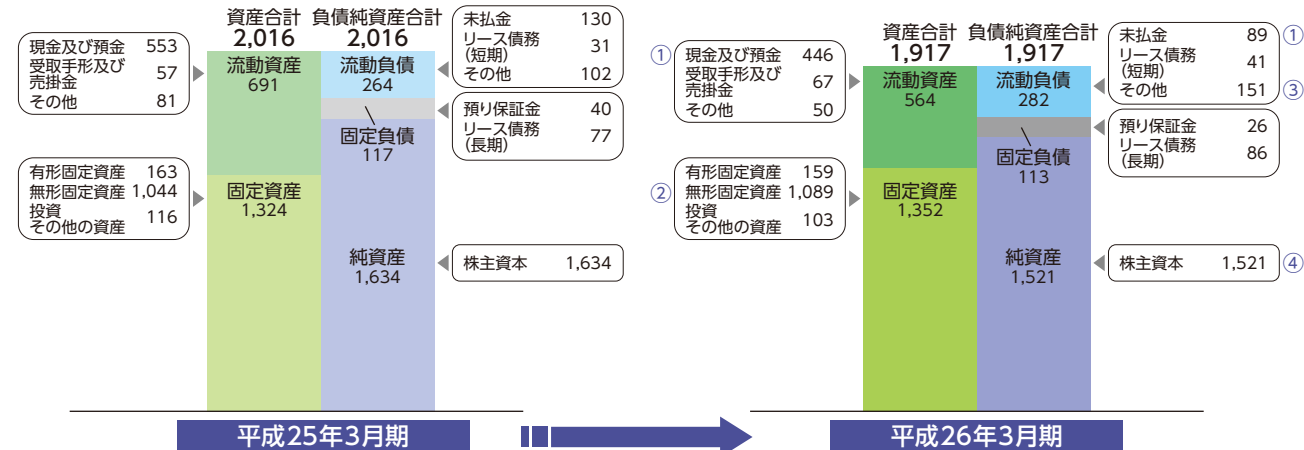 資産合計 負債純資産合計
2,016 2,016
現金及び預金 553
受取手形及び
売掛金 57
その他 81
流動資産
691
流動負債
264
未払金 130
リース債務
(短期) 31
その他 102
預り保証金 40
リース債務
(長期) 77
固定負債
117
有形固定資産 163
無形固定資産 1,044
投資
その他の資産 116
固定資産
1,324
純資産
1,634
株主資本 1,634
平成25年3月期
資産合計 負債純資産合計
1,917 1,917
① 現金及び預金 446
受取手形及び
売掛金 67
その他 50
流動資産
564
流動負債
282
未払金 89 ①
リース債務
(短期) 41
その他 151 ③
預り保証金 26
リース債務
(長期) 86
固定負債
113
有形固定資産 159
② 無形固定資産 1,089
投資
その他の資産 103
固定資産
1,352
純資産
1,521
株主資本 1,521 ④
平成26年3月期